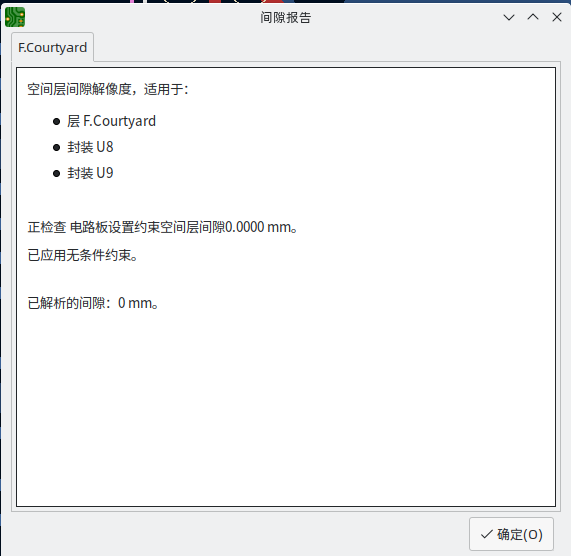 间隙报告
F.Courtyard
空间层间隙解像度，适用于：
层 F.Courtyard
封装 U8
封装 U9
正检查 电路板设置约束空间层间隙0.0000 mm。
已应用无条件约束。
已解析的间隙：0 mm。
确定(O)